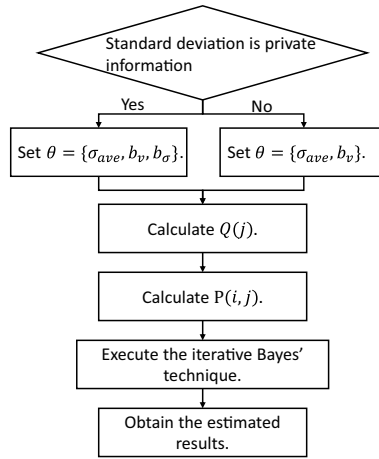 Standard deviation is private
information
Yes
No
Set θ = {σ_ave, b_v, b_σ}.
Set θ = {σ_ave, b_v}.
Calculate Q(j).
Calculate P(i, j).
Execute the iterative Bayes’
technique.
Obtain the estimated
results.